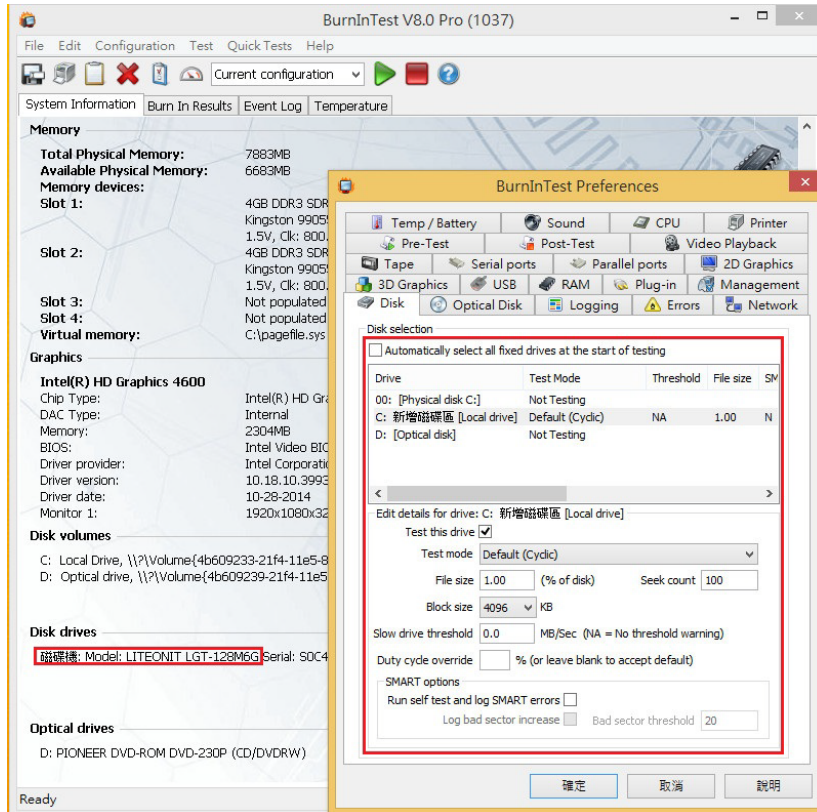 BurnInTest V8.0 Pro (1037)
File Edit Configuration Test Quick Tests Help
Current configuration
System Information Burn In Results Event Log Temperature
Memory
Total Physical Memory: 7883MB
Available Physical Memory: 6683MB
Memory devices:
Slot 1: 4GB DDR3 SDR
Kingston 9905
1.5V, Clk: 800.
Slot 2: 4GB DDR3 SDR
Kingston 9905
1.5V, Clk: 800.
Slot 3: Not populated
Slot 4: Not populated
Virtual memory: C:\pagefile.sys
Graphics
Intel(R) HD Graphics 4600
Chip Type: Intel(R) HD Gra
DAC Type: Internal
Memory: 2304MB
BIOS: Intel Video BIO
Driver provider: Intel Corporatio
Driver version: 10.18.10.3993
Driver date: 10-28-2014
Monitor 1: 1920x1080x32
Disk volumes
C: Local Drive, \\?\Volume{4b609233-21f4-11e5-8
D: Optical drive, \\?\Volume{4b609239-21f4-11e5
Disk drives
磁碟機: Model: LITEONIT LGT-128M6G Serial: S0C4
Optical drives
D: PIONEER DVD-ROM DVD-230P (CD/DVDRW)
Ready
BurnInTest Preferences
Temp / Battery Sound CPU Printer
Pre-Test Post-Test Video Playback
Tape Serial ports Parallel ports 2D Graphics
3D Graphics USB RAM Plug-in Management
Disk Optical Disk Logging Errors Network
Disk selection
Automatically select all fixed drives at the start of testing
Drive Test Mode Threshold File size SM
00: [Physical disk C:] Not Testing
C: 新增磁碟區 [Local drive] Default (Cyclic) NA 1.00 N
D: [Optical disk] Not Testing
Edit details for drive: C: 新增磁碟區 [Local drive]
Test this drive
Test mode Default (Cyclic)
File size 1.00 (% of disk) Seek count 100
Block size 4096 KB
Slow drive threshold 0.0 MB/Sec (NA = No threshold warning)
Duty cycle override % (or leave blank to accept default)
SMART options
Run self test and log SMART errors
Log bad sector increase Bad sector threshold 20
確定 取消 說明